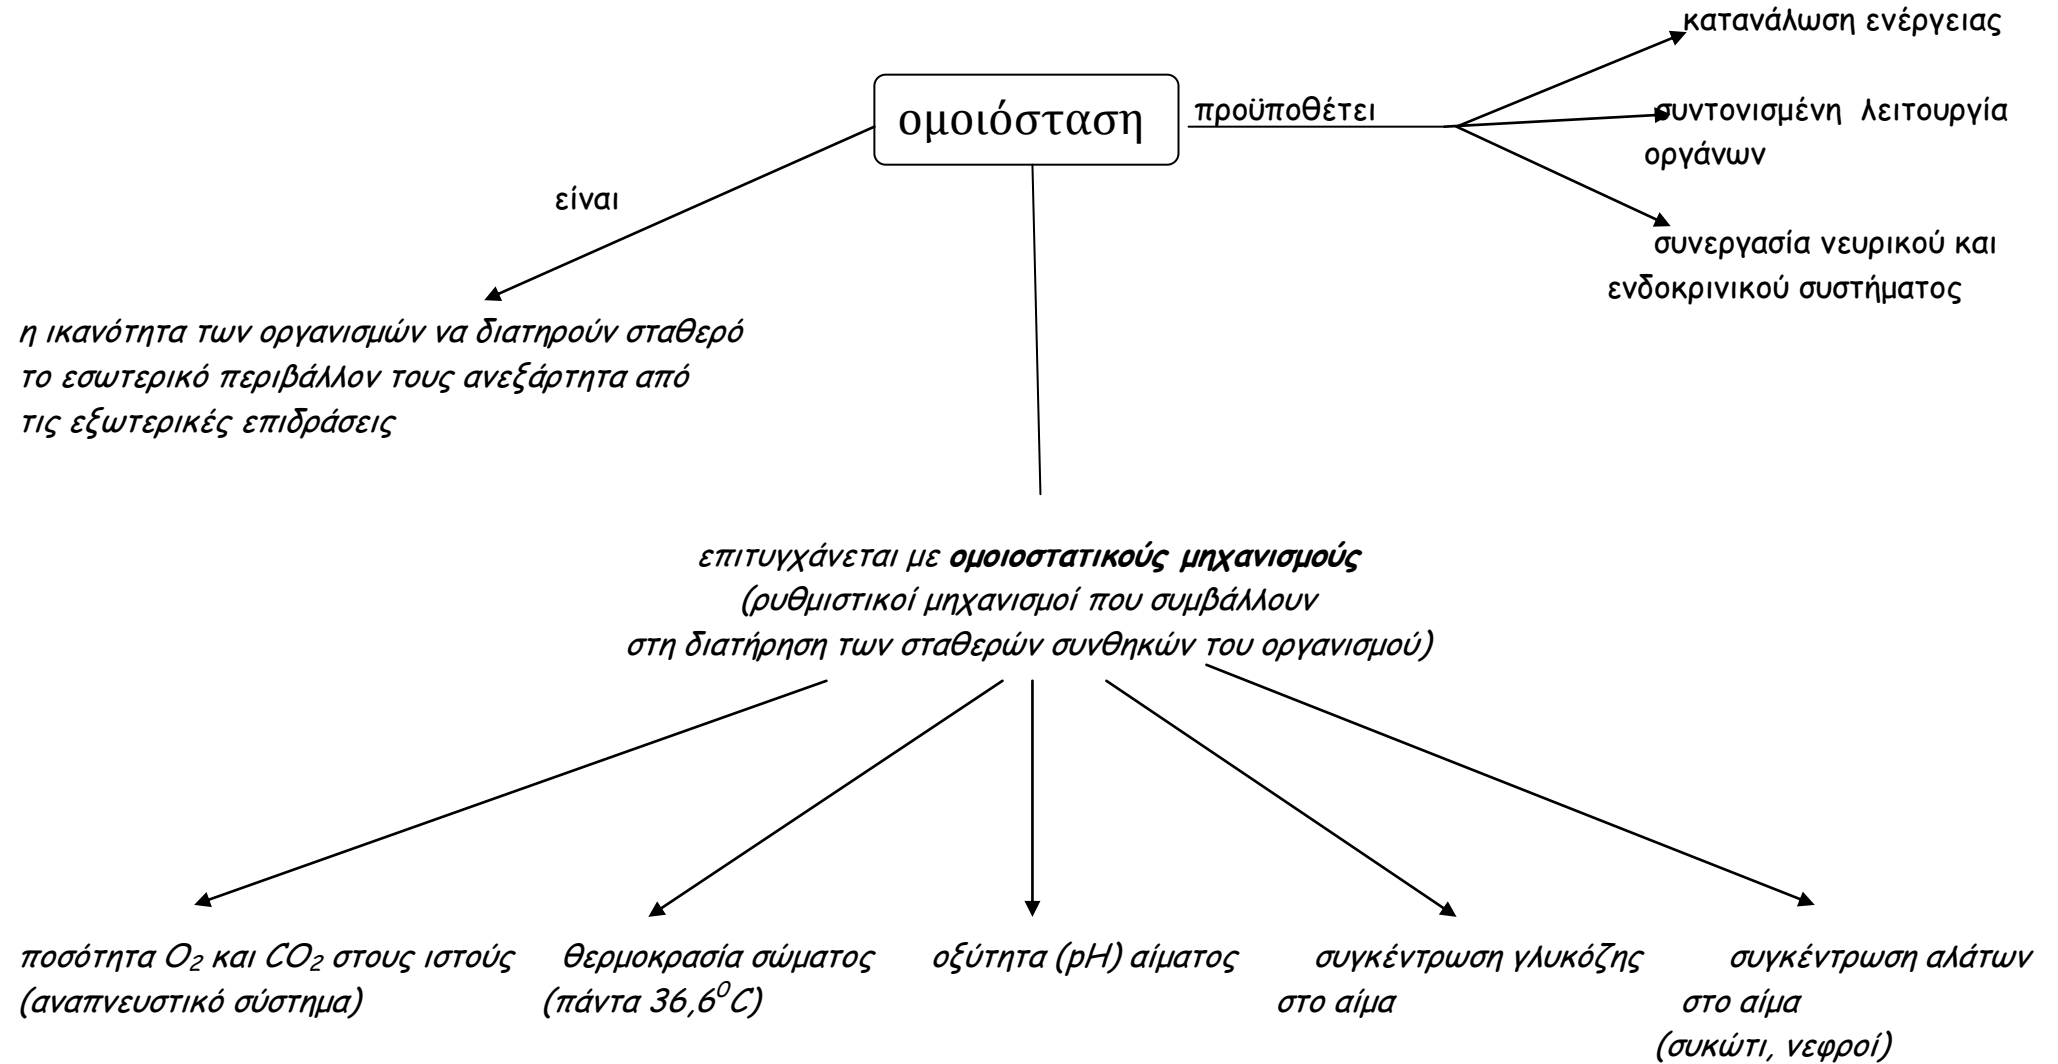 κατανάλωση ενέργειας
ομοιόσταση
προϋποθέτει
συντονισμένη λειτουργία
οργάνων
είναι
συνεργασία νευρικού και
ενδοκρινικού συστήματος
η ικανότητα των οργανισμών να διατηρούν σταθερό
το εσωτερικό περιβάλλον τους ανεξάρτητα από
τις εξωτερικές επιδράσεις
επιτυγχάνεται με ομοιοστατικούς μηχανισμούς
(ρυθμιστικοί μηχανισμοί που συμβάλλουν
στη διατήρηση των σταθερών συνθηκών του οργανισμού)
ποσότητα O₂ και CO₂ στους ιστούς
(αναπνευστικό σύστημα)
θερμοκρασία σώματος
(πάντα 36,6⁰C)
οξύτητα (pH) αίματος
συγκέντρωση γλυκόζης
στο αίμα
συγκέντρωση αλάτων
στο αίμα
(συκώτι, νεφροί)